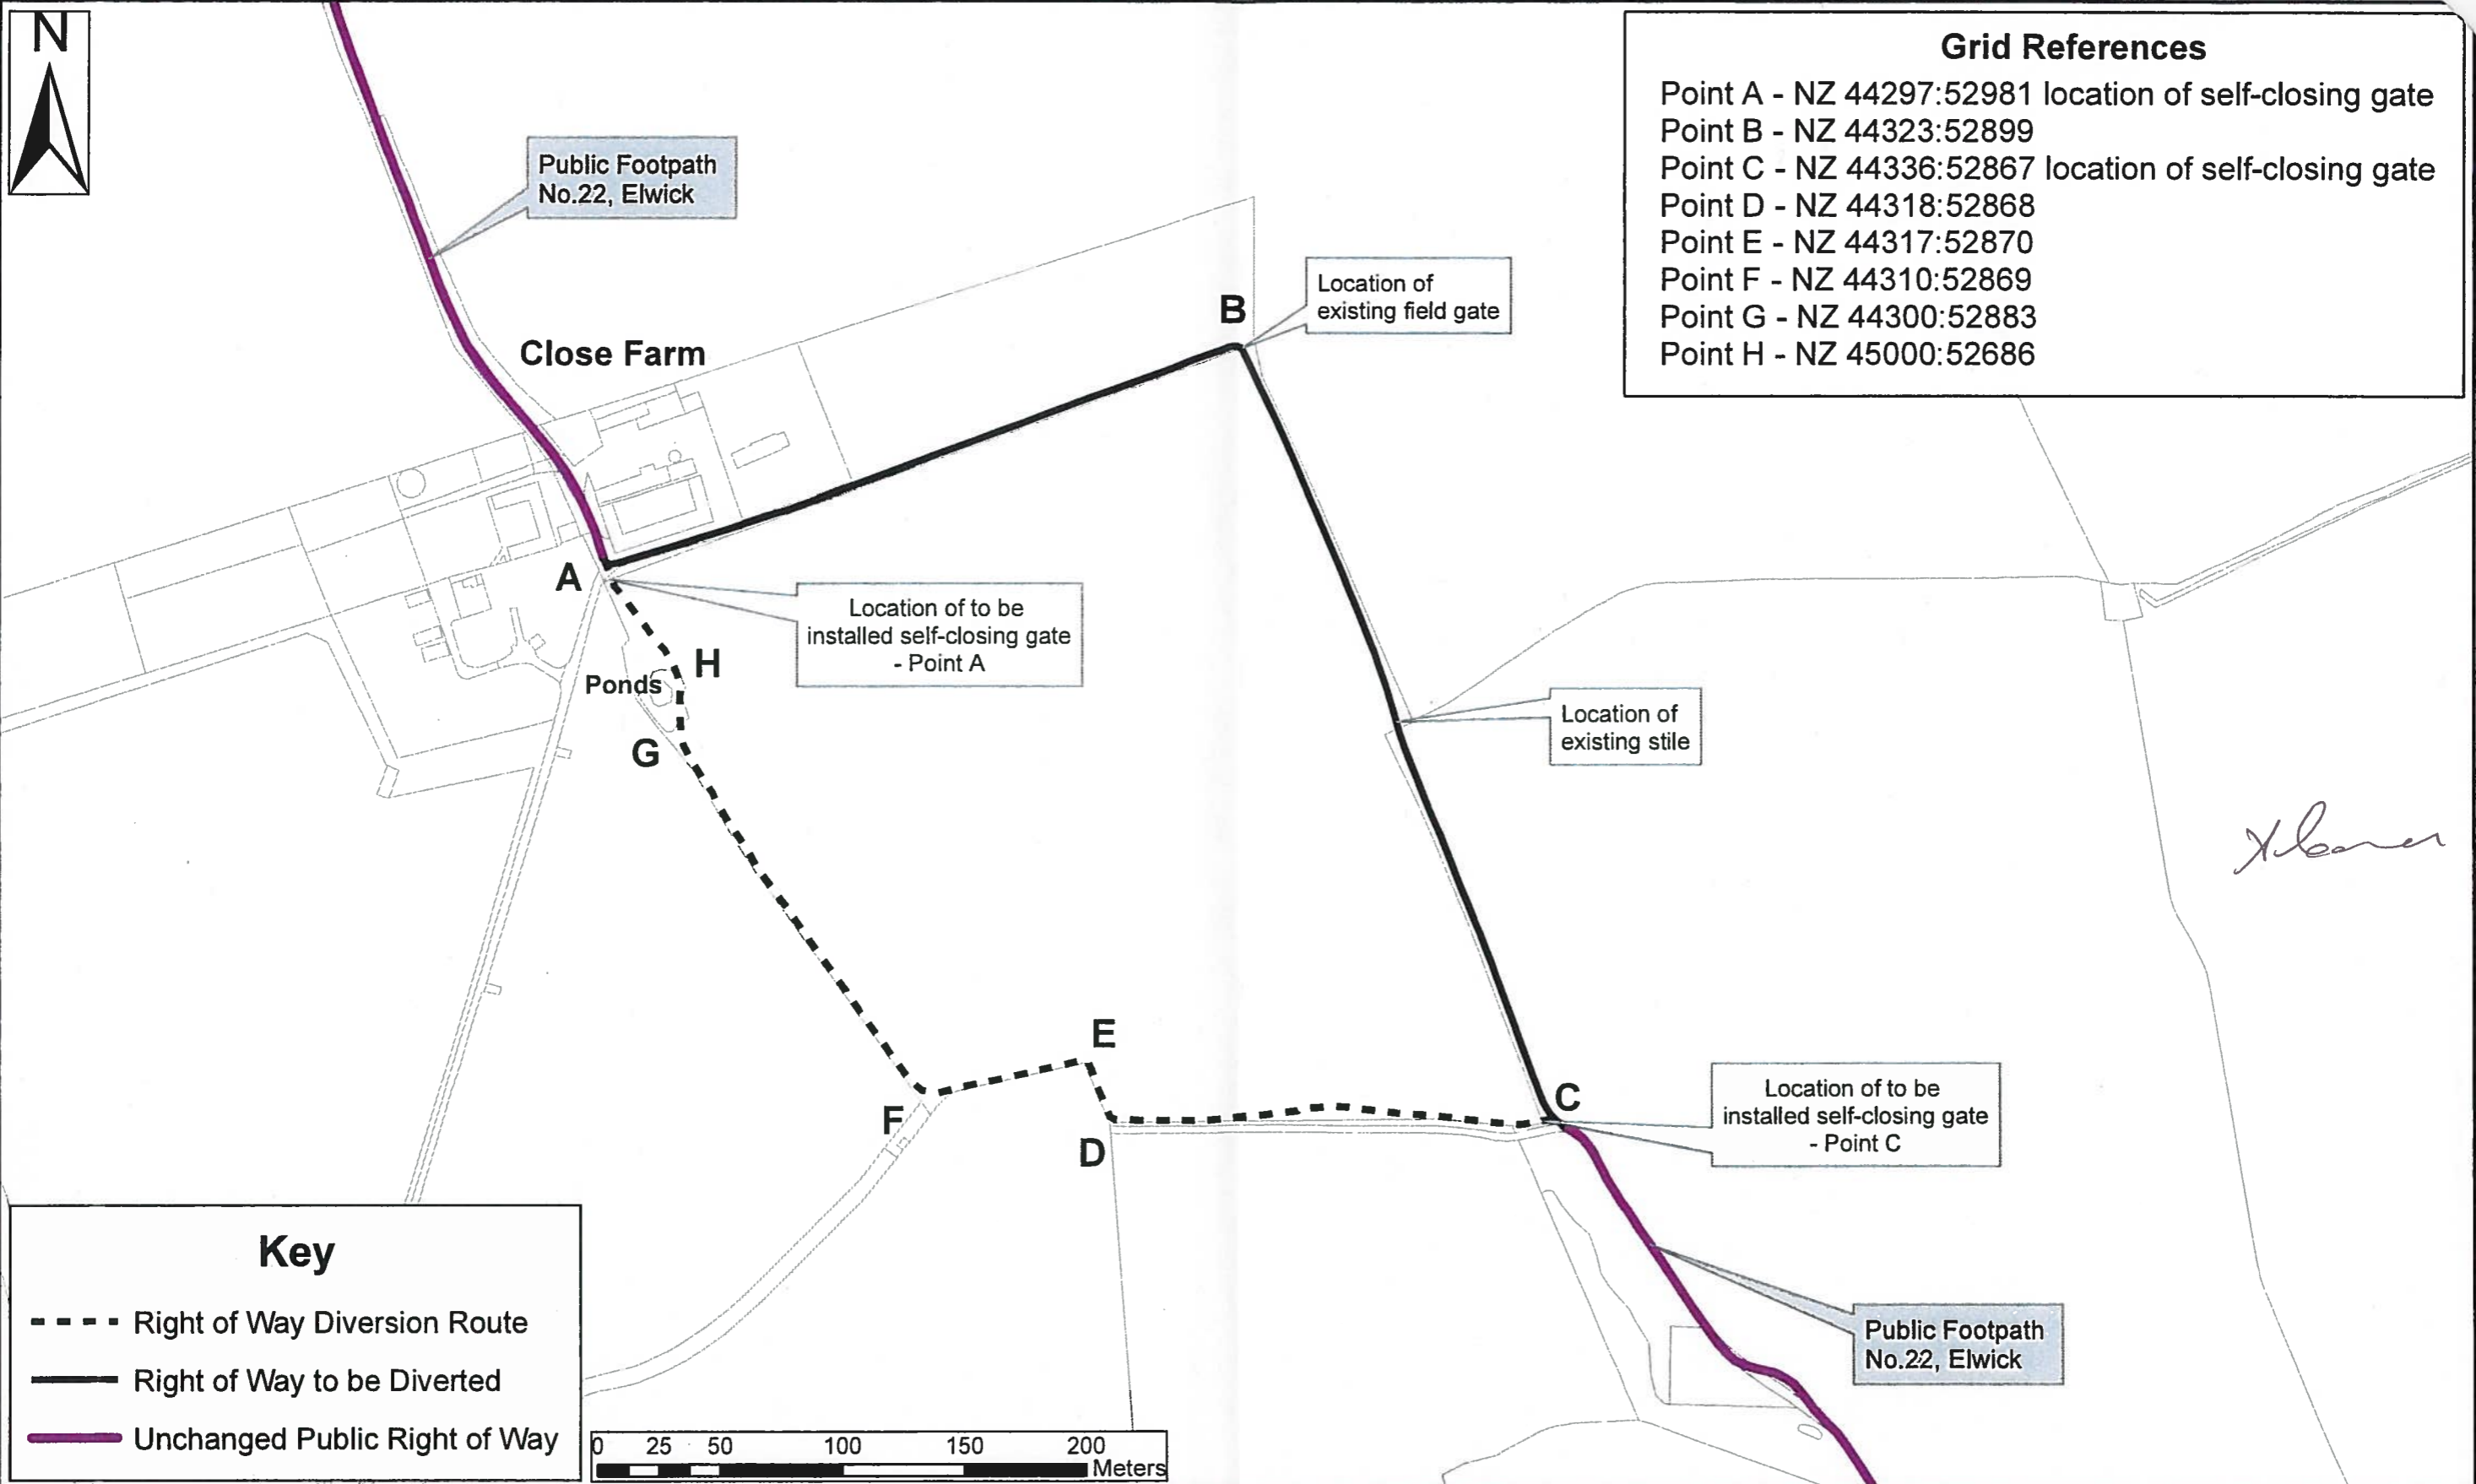 N
Grid References
Point A - NZ 44297:52981 location of self-closing gate
Point B - NZ 44323:52899
Point C - NZ 44336:52867 location of self-closing gate
Point D - NZ 44318:52868
Point E - NZ 44317:52870
Point F - NZ 44310:52869
Point G - NZ 44300:52883
Point H - NZ 45000:52686
Public Footpath
No.22, Elwick
Location of
existing field gate
B
Close Farm
A
Location of to be
installed self-closing gate
- Point A
H
Ponds
G
Location of
existing stile
E
C
F
D
Location of to be
installed self-closing gate
- Point C
Public Footpath
No.22, Elwick
Key
Right of Way Diversion Route
Right of Way to be Diverted
Unchanged Public Right of Way
0 25 50 100 150 200
Meters